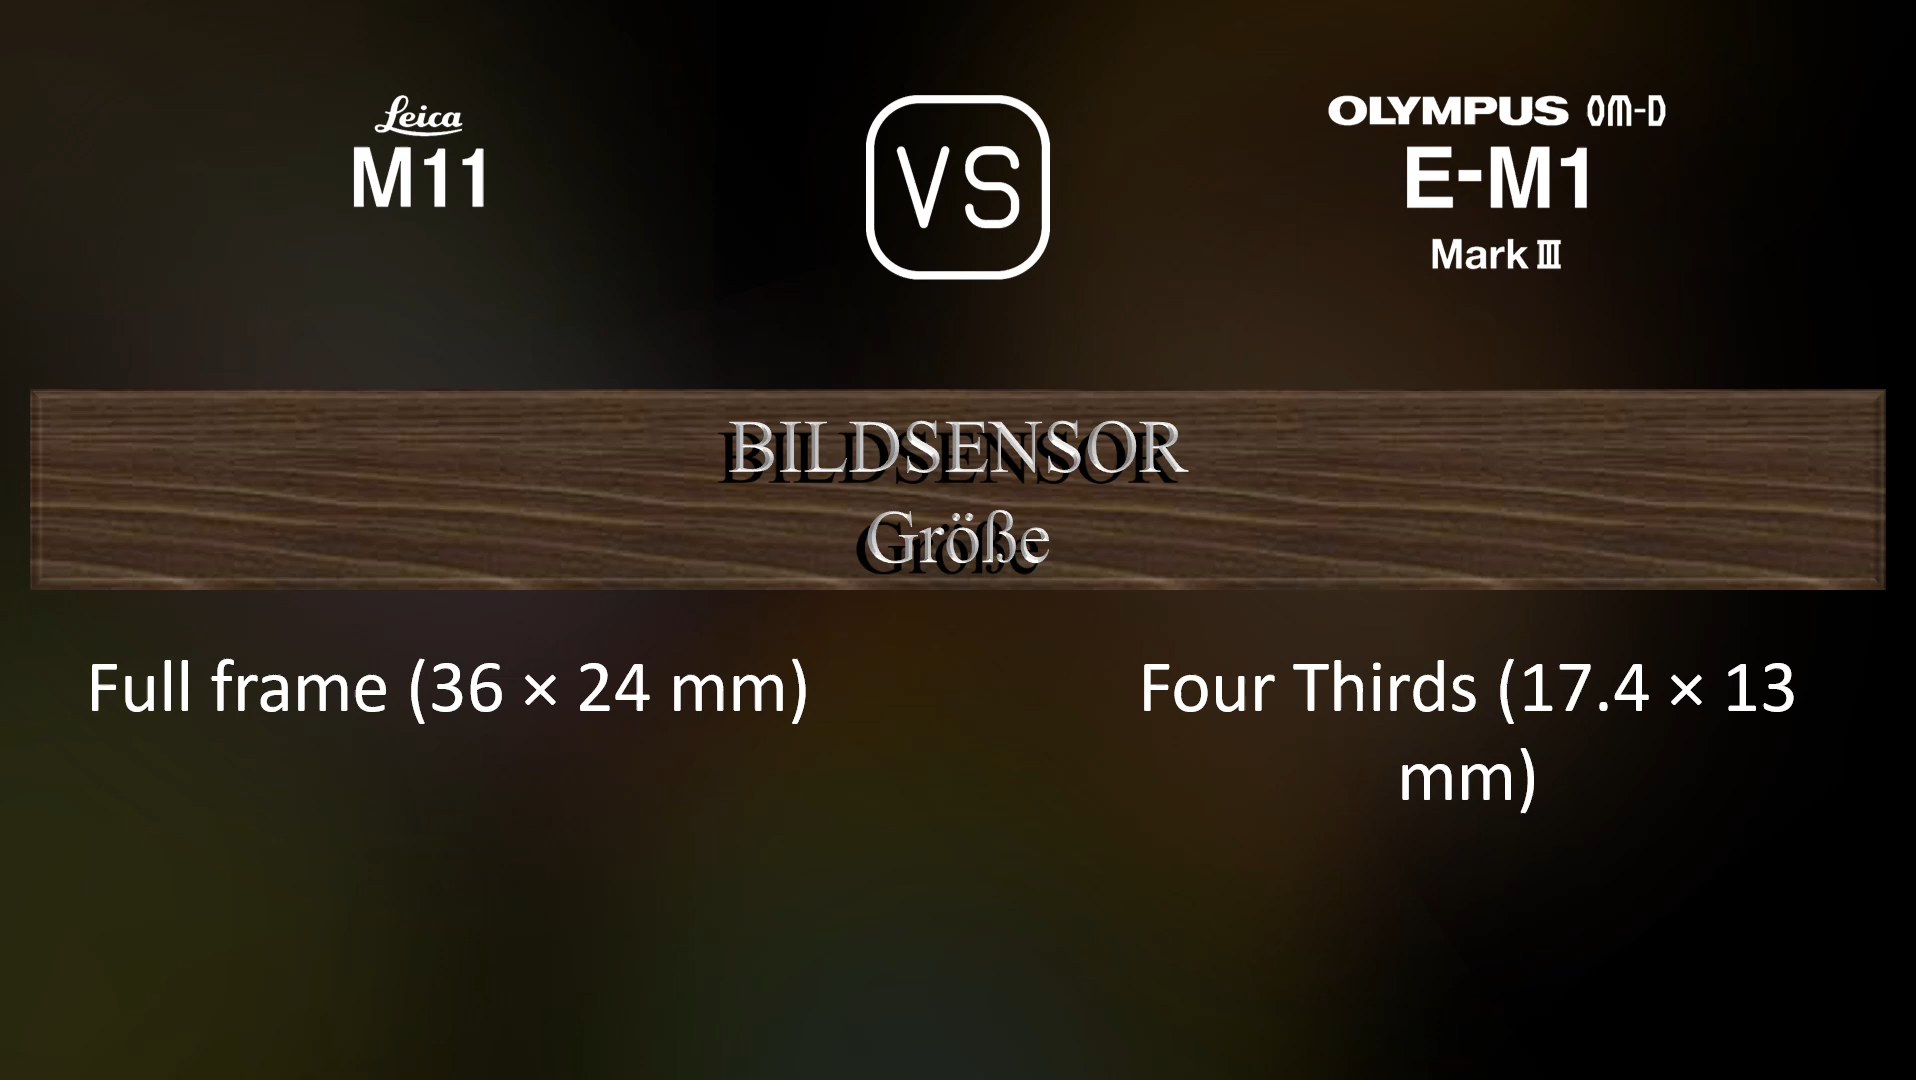 Leica
M11
VS
OLYMPUS OM-D
E-M1
Mark III
BILDSENSOR
Größe
Full frame (36 × 24 mm)
Four Thirds (17.4 × 13
mm)